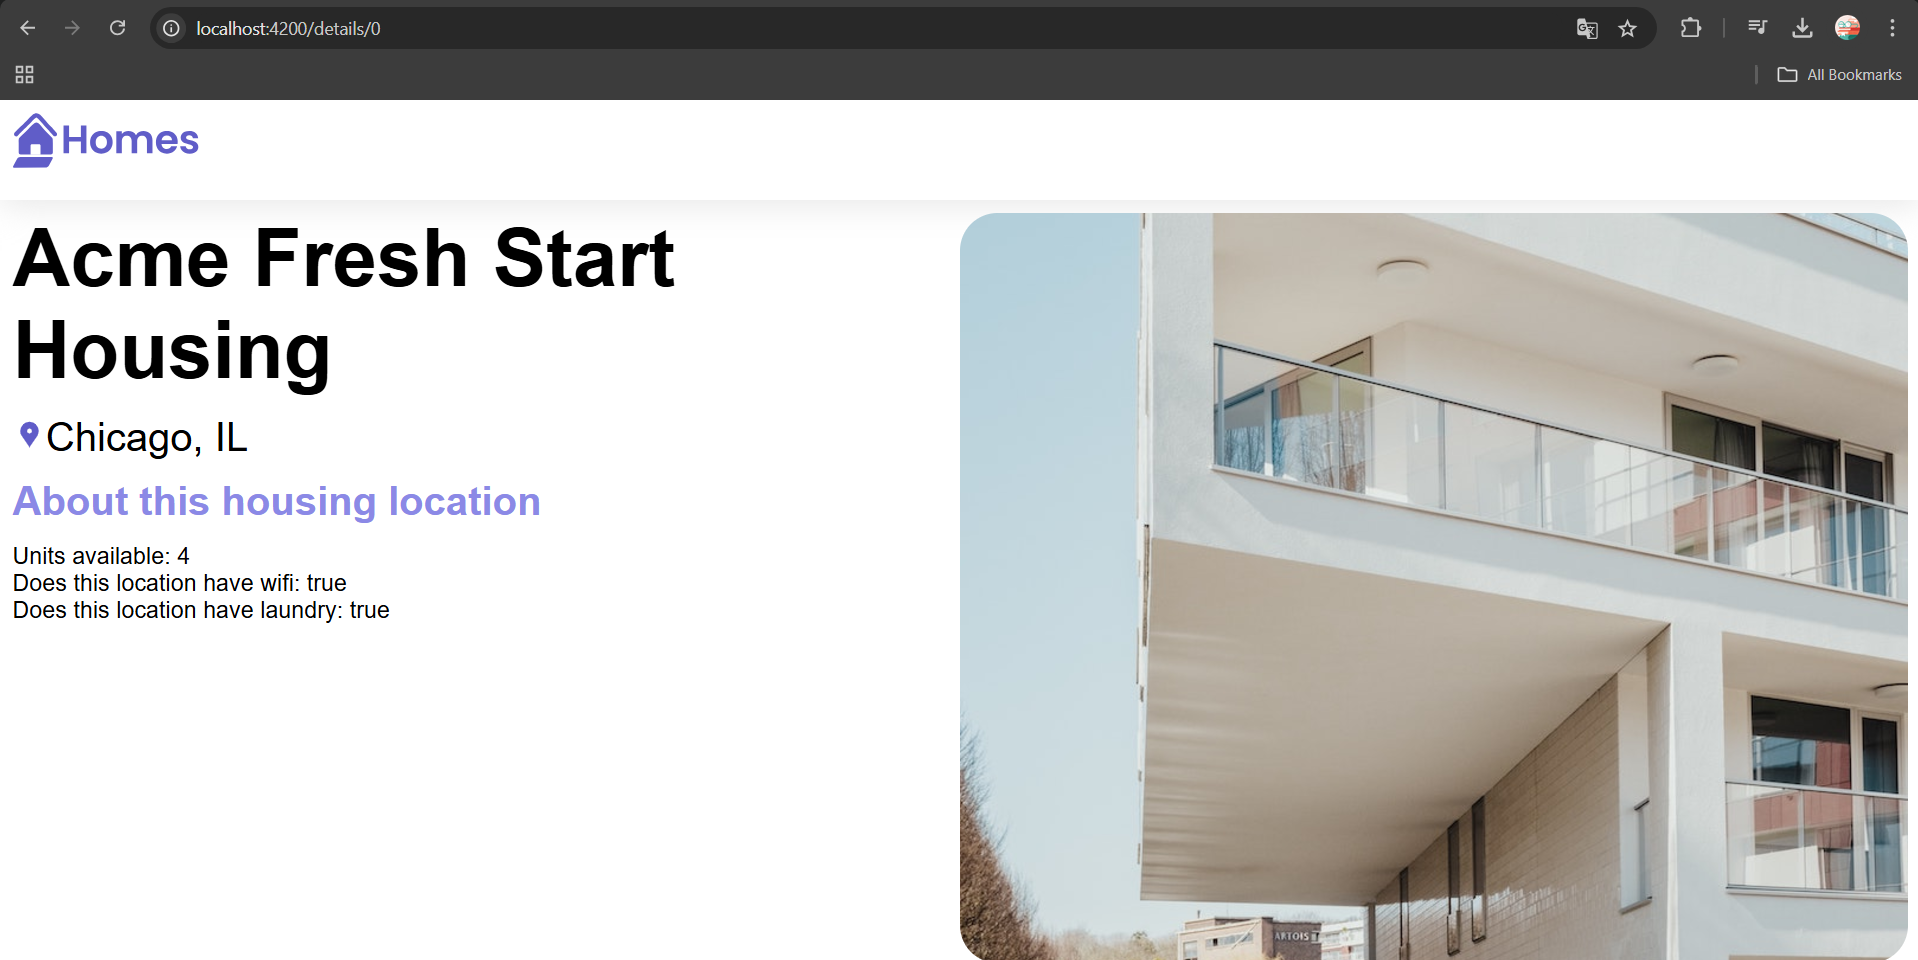 localhost:4200/details/0
All Bookmarks
Homes
Acme Fresh Start
Housing
Chicago, IL
About this housing location
Units available: 4
Does this location have wifi: true
Does this location have laundry: true
ARTOIS